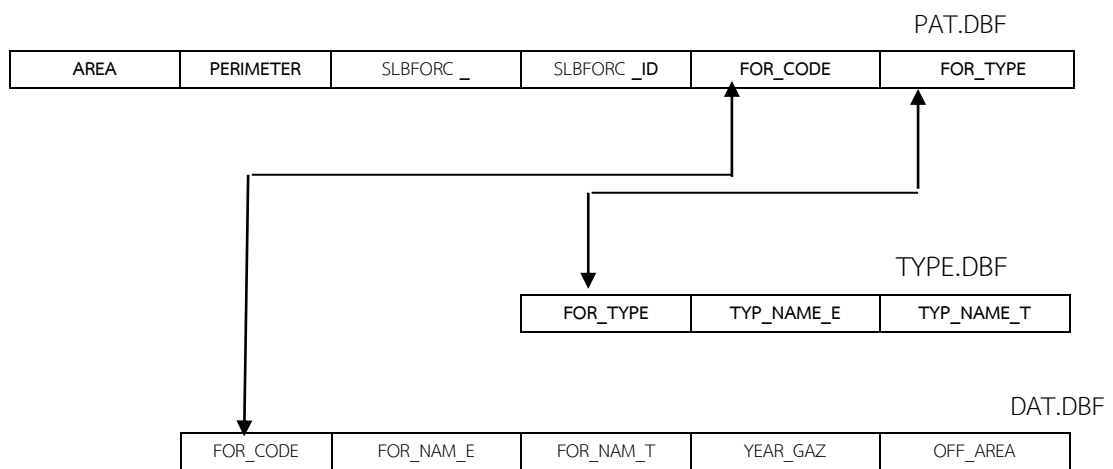 PAT.DBF
AREA PERIMETER SLBFORC _ SLBFORC _ID FOR_CODE FOR_TYPE
TYPE.DBF
FOR_TYPE TYP_NAME_E TYP_NAME_T
DAT.DBF
FOR_CODE FOR_NAM_E FOR_NAM_T YEAR_GAZ OFF_AREA